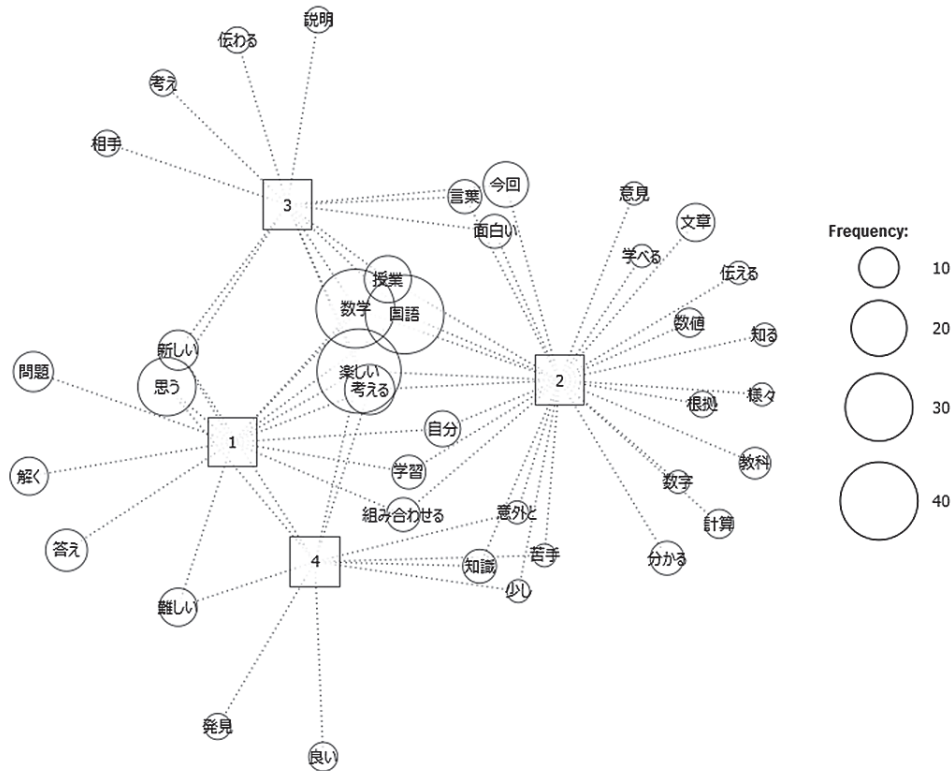 説明
伝わる
考え
相手
3
言葉
今回
面白い
意見
文章
学べる
伝える
授業
数学
国語
数値
知る
新しい
思う
楽しい
考える
問題
1
2
根拠
様々
自分
解く
学習
教科
数字
組み合わせる
意外と
計算
答え
4
知識
苦手
分かる
少し
難しい
発見
良い
Frequency:
10
20
30
40